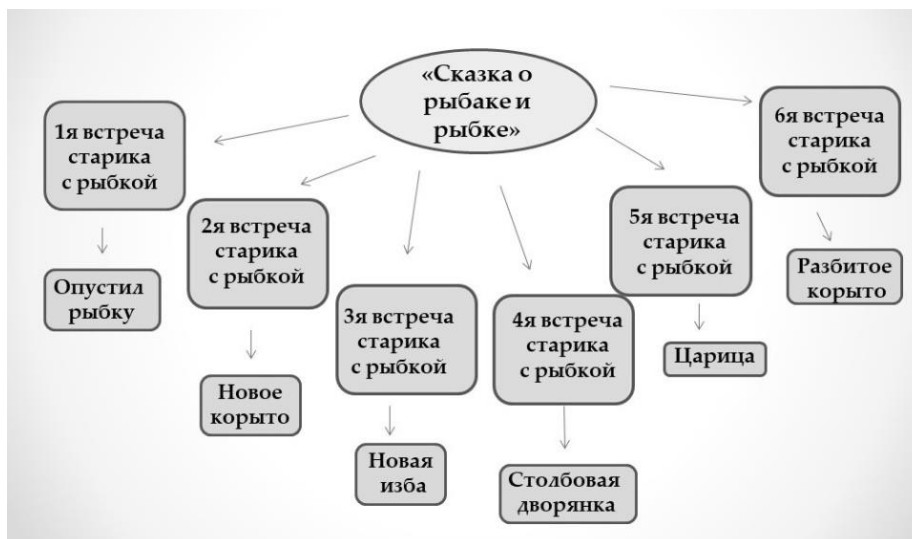 «Сказка о
рыбаке и
рыбке»
1я встреча
старика
с рыбкой
Опустил
рыбку
2я встреча
старика
с рыбкой
Новое
корыто
3я встреча
старика
с рыбкой
Новая
изба
4я встреча
старика
с рыбкой
Столбовая
дворянка
5я встреча
старика
с рыбкой
Царица
6я встреча
старика
с рыбкой
Разбитое
корыто